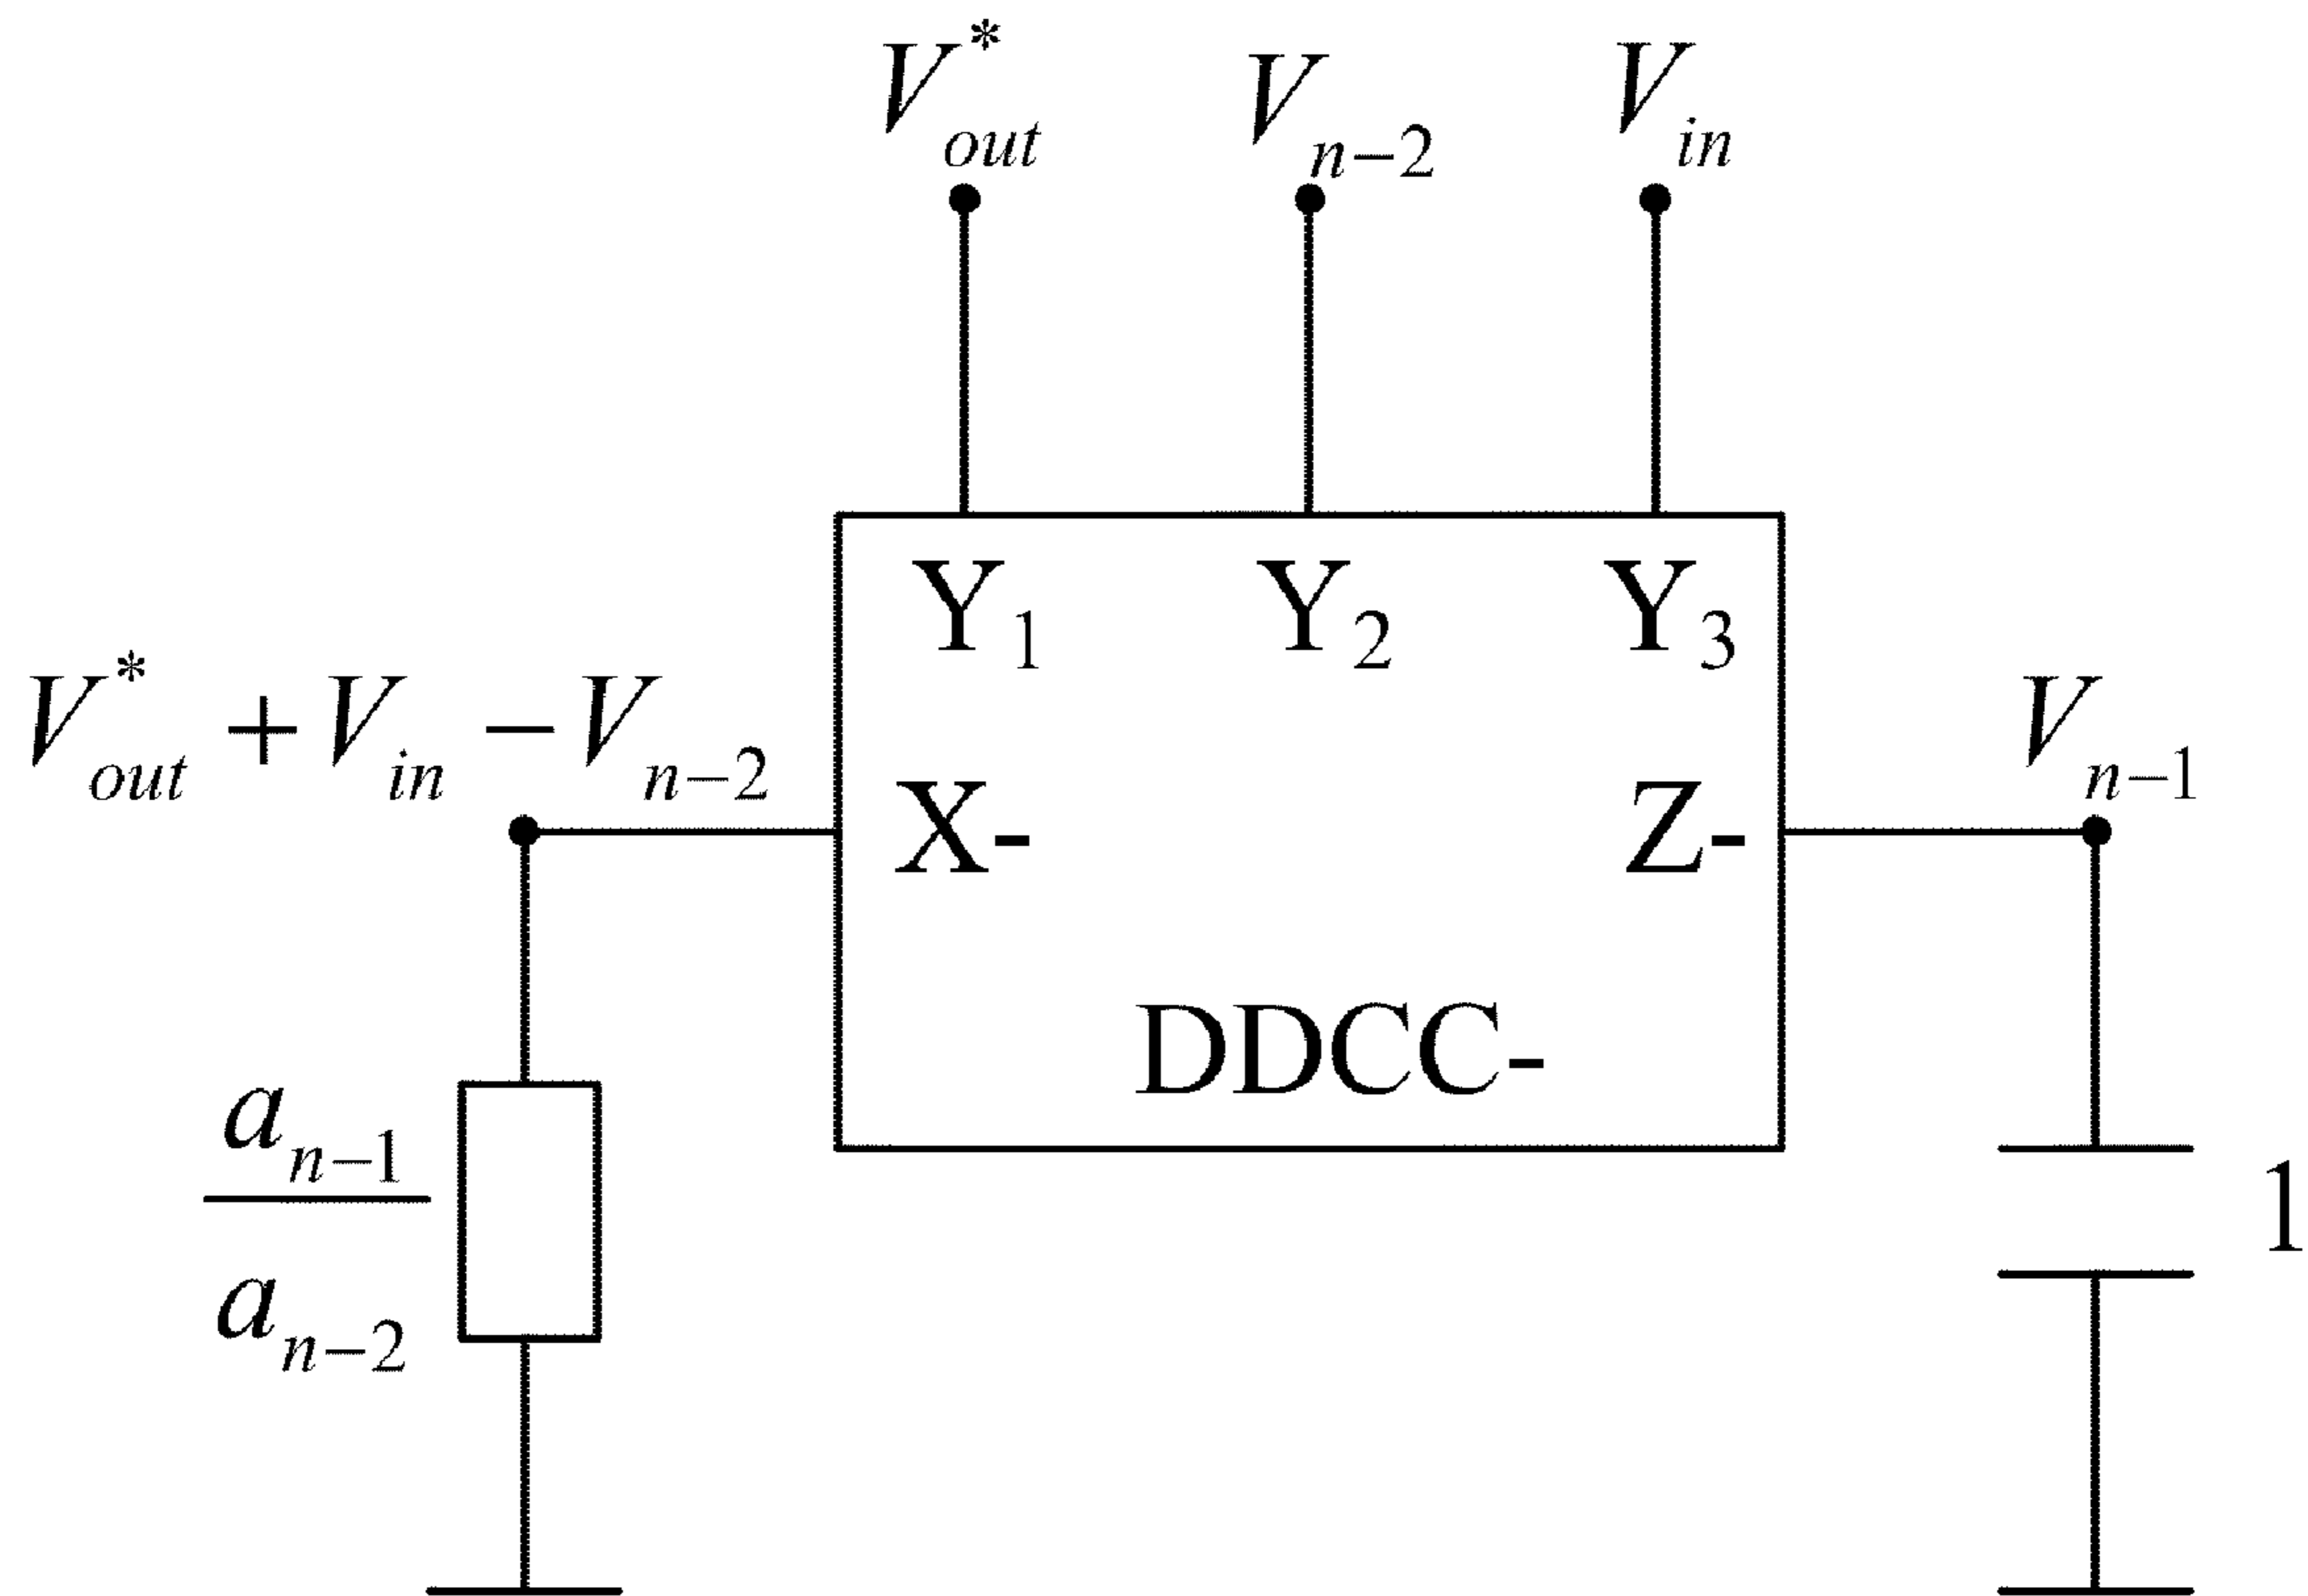 V*out Vn−2 Vin
Y1 Y2 Y3
V*out + Vin − Vn−2
X- Z-
Vn−1
DDCC-
an−1
an−2
1